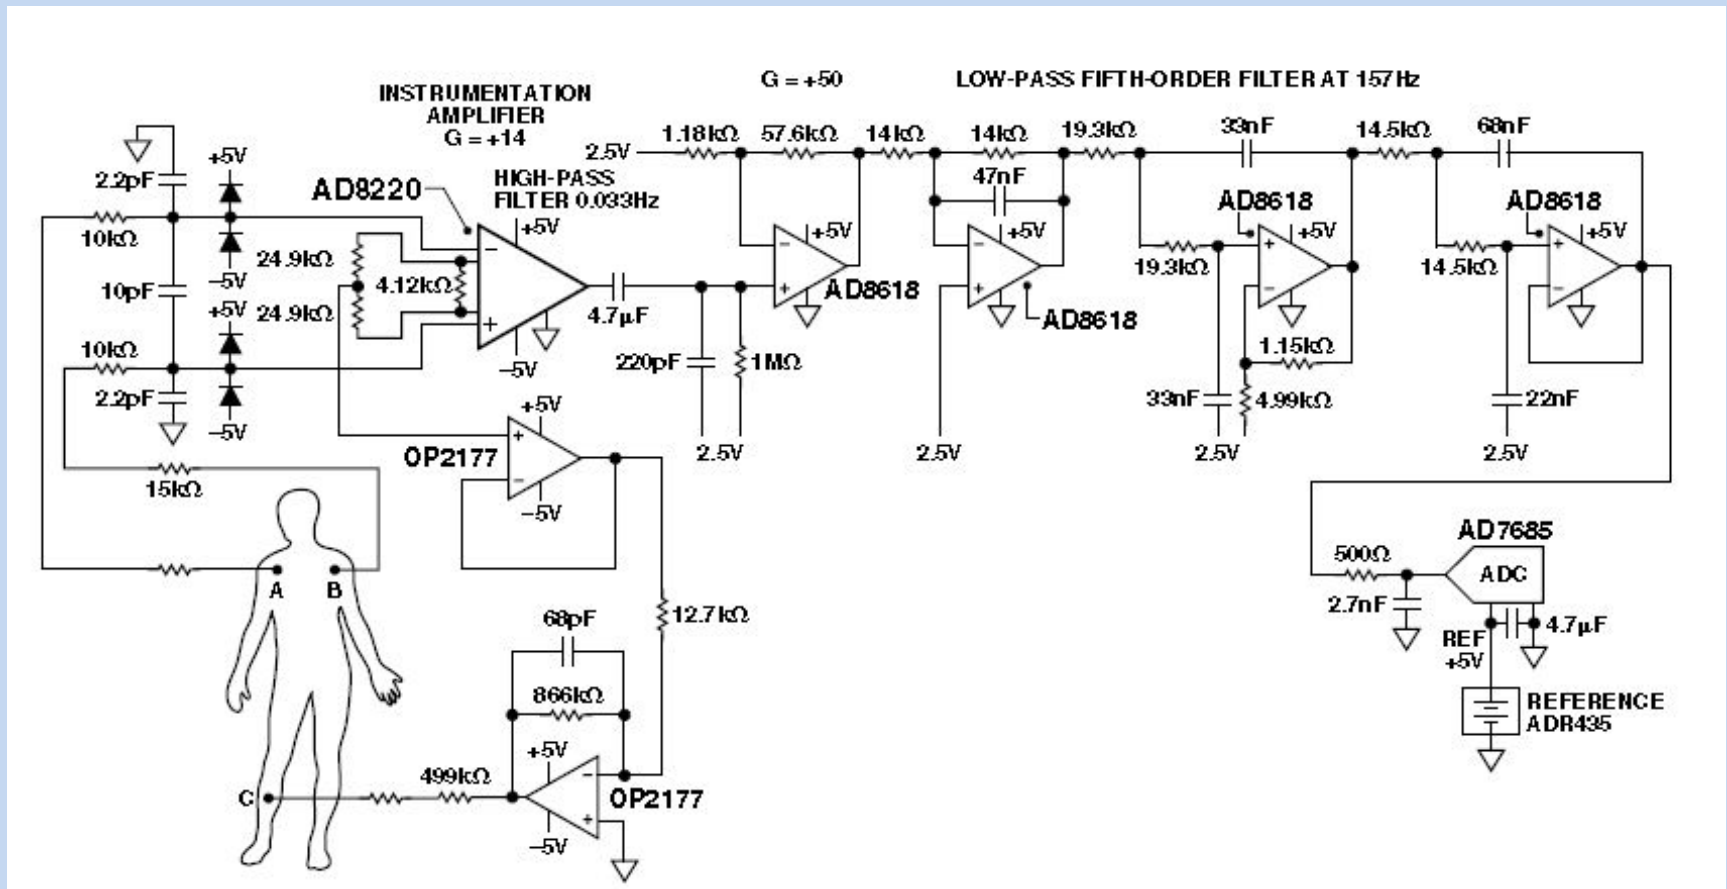 G = +50
LOW-PASS FIFTH-ORDER FILTER AT 157Hz
INSTRUMENTATION
AMPLIFIER
G = +14
1.18kΩ
57.6kΩ
14kΩ
14kΩ
19.3kΩ
33nF
14.5kΩ
68nF
2.5V
+5V
2.2pF
AD8220
HIGH-PASS
FILTER 0.033Hz
47nF
AD8618
AD8618
+5V
+5V
+5V
+5V
+5V
10kΩ
24.9kΩ
4.12kΩ
19.3kΩ
14.5kΩ
–5V
10pF
+5V
24.9kΩ
4.7µF
AD8618
AD8618
10kΩ
–5V
220pF
1MΩ
1.15kΩ
2.2pF
–5V
33nF
4.99kΩ
22nF
+5V
OP2177
2.5V
2.5V
2.5V
2.5V
15kΩ
–5V
AD7685
500Ω
ADC
A
B
2.7nF
12.7kΩ
68pF
4.7µF
REF
+5V
866kΩ
REFERENCE
ADR435
+5V
499kΩ
C
OP2177
–5V